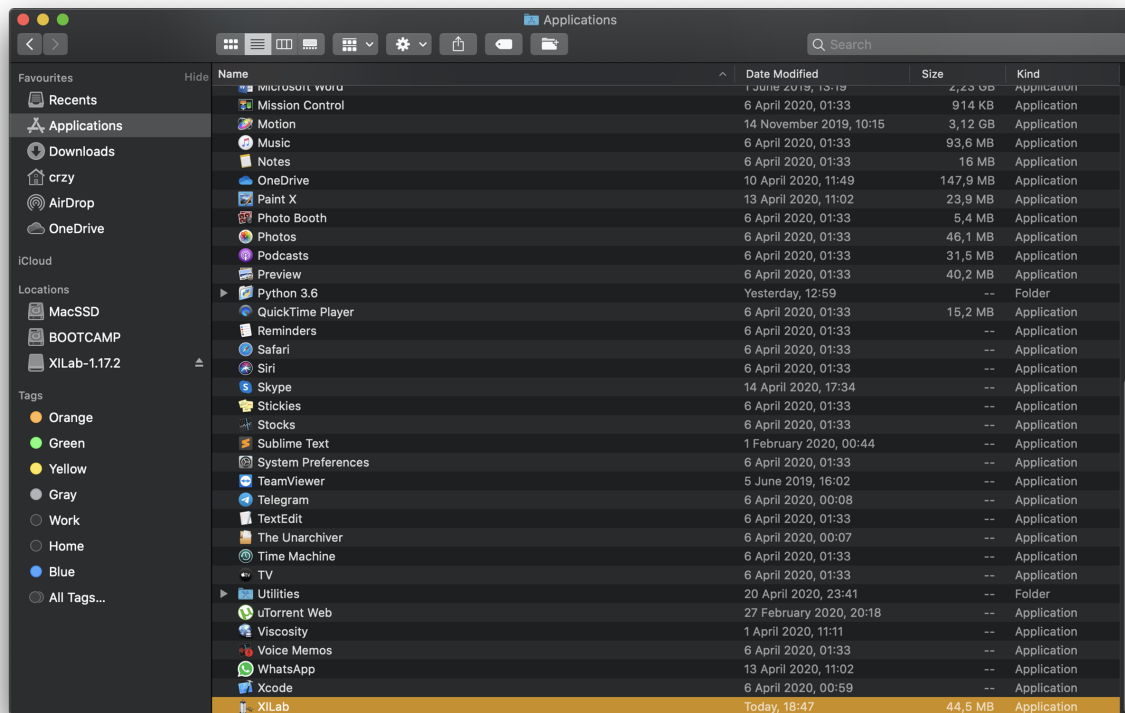 Applications
Search
Favourites Hide
Recents
Applications
Downloads
crzy
AirDrop
OneDrive
iCloud
Locations
MacSSD
BOOTCAMP
XILab-1.17.2
Tags
Orange
Green
Yellow
Gray
Work
Home
Blue
All Tags...
Name Date Modified Size Kind
Microsoft Word 1 June 2019, 13:19 2,23 GB Application
Mission Control 6 April 2020, 01:33 914 KB Application
Motion 14 November 2019, 10:15 3,12 GB Application
Music 6 April 2020, 01:33 93,6 MB Application
Notes 6 April 2020, 01:33 16 MB Application
OneDrive 10 April 2020, 11:49 147,9 MB Application
Paint X 13 April 2020, 11:02 23,9 MB Application
Photo Booth 6 April 2020, 01:33 5,4 MB Application
Photos 6 April 2020, 01:33 46,1 MB Application
Podcasts 6 April 2020, 01:33 31,5 MB Application
Preview 6 April 2020, 01:33 40,2 MB Application
Python 3.6 Yesterday, 12:59 -- Folder
QuickTime Player 6 April 2020, 01:33 15,2 MB Application
Reminders 6 April 2020, 01:33 -- Application
Safari 6 April 2020, 01:33 -- Application
Siri 6 April 2020, 01:33 -- Application
Skype 14 April 2020, 17:34 -- Application
Stickies 6 April 2020, 01:33 -- Application
Stocks 6 April 2020, 01:33 -- Application
Sublime Text 1 February 2020, 00:44 -- Application
System Preferences 6 April 2020, 01:33 -- Application
TeamViewer 5 June 2019, 16:02 -- Application
Telegram 6 April 2020, 00:08 -- Application
TextEdit 6 April 2020, 01:33 -- Application
The Unarchiver 6 April 2020, 00:07 -- Application
Time Machine 6 April 2020, 01:33 -- Application
TV 6 April 2020, 01:33 -- Application
Utilities 20 April 2020, 23:41 -- Folder
uTorrent Web 27 February 2020, 20:18 -- Application
Viscosity 1 April 2020, 11:11 -- Application
Voice Memos 6 April 2020, 01:33 -- Application
WhatsApp 13 April 2020, 11:02 -- Application
Xcode 6 April 2020, 00:59 -- Application
XILab Today, 18:47 44,5 MB Application